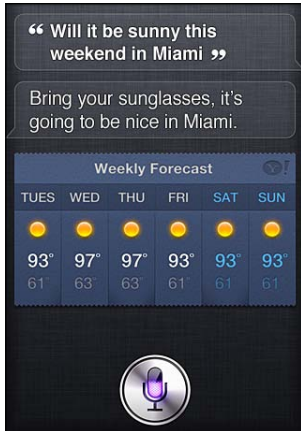 “ Will it be sunny this
weekend in Miami ”
Bring your sunglasses, it's
going to be nice in Miami.
Weekly Forecast Y!
TUES WED THU FRI SAT SUN
93° 97° 97° 93° 93° 93°
61° 63° 63° 61° 61 61